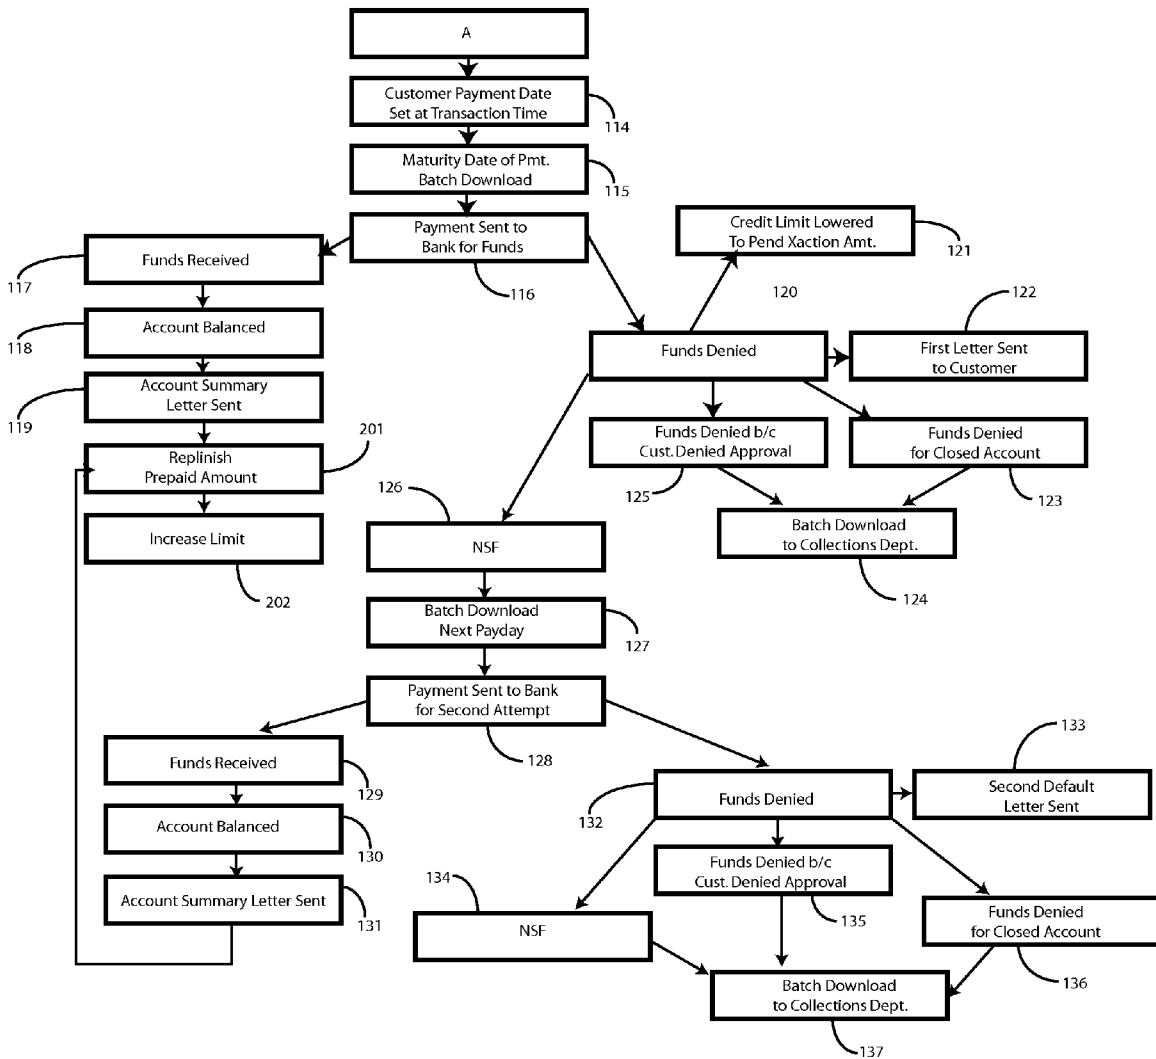 A
Customer Payment Date
Set at Transaction Time
114
Maturity Date of Pmt.
Batch Download
115
Payment Sent to
Bank for Funds
116
Credit Limit Lowered
To Pend Xaction Amt.
121
Funds Received
117
120
122
Account Balanced
118
Funds Denied
First Letter Sent
to Customer
Account Summary
Letter Sent
119
Funds Denied b/c
Cust. Denied Approval
125
Funds Denied
for Closed Account
123
Replinish
Prepaid Amount
201
126
Batch Download
to Collections Dept.
124
Increase Limit
202
NSF
Batch Download
Next Payday
127
Payment Sent to Bank
for Second Attempt
128
Funds Received
129
133
Funds Denied
132
Second Default
Letter Sent
Account Balanced
130
Funds Denied b/c
Cust. Denied Approval
135
Account Summary Letter Sent
131
134
NSF
Funds Denied
for Closed Account
136
Batch Download
to Collections Dept.
137